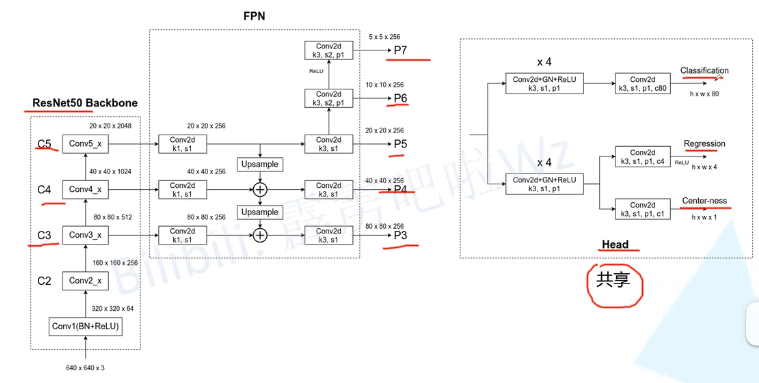 FPN
5 x 5 x 256
Conv2d
k3, s2, p1
P7
ReLU
10 x 10 x 256
Conv2d
k3, s2, p1
P6
ResNet50 Backbone
20 x 20 x 2048
20 x 20 x 256
20 x 20 x 256
C5
Conv5_x
Conv2d
k1, s1
Conv2d
k3, s1
P5
Upsample
40 x 40 x 1024
40 x 40 x 256
40 x 40 x 256
C4
Conv4_x
Conv2d
k1, s1
Conv2d
k3, s1
P4
Upsample
80 x 80 x 512
60 x 80 x 256
80 x 80 x 256
C3
Conv3_x
Conv2d
k1, s1
Conv2d
k3, s1
P3
160 x 160 x 256
C2
Conv2_x
320 x 320 x 64
Conv1(BN+ReLU)
640 x 640 x 3
x 4
Conv2d+GN+ReLU
k3, s1, p1
Conv2d
k3, s1, p1, c80
Classification
h x w x 80
x 4
Conv2d+GN+ReLU
k3, s1, p1
Conv2d
k3, s1, p1, c4
ReLU
Regression
h x w x 4
Conv2d
k3, s1, p1, c1
Center-ness
h x w x 1
Head
共享
Bilibili: 霹雳吧啦Wz